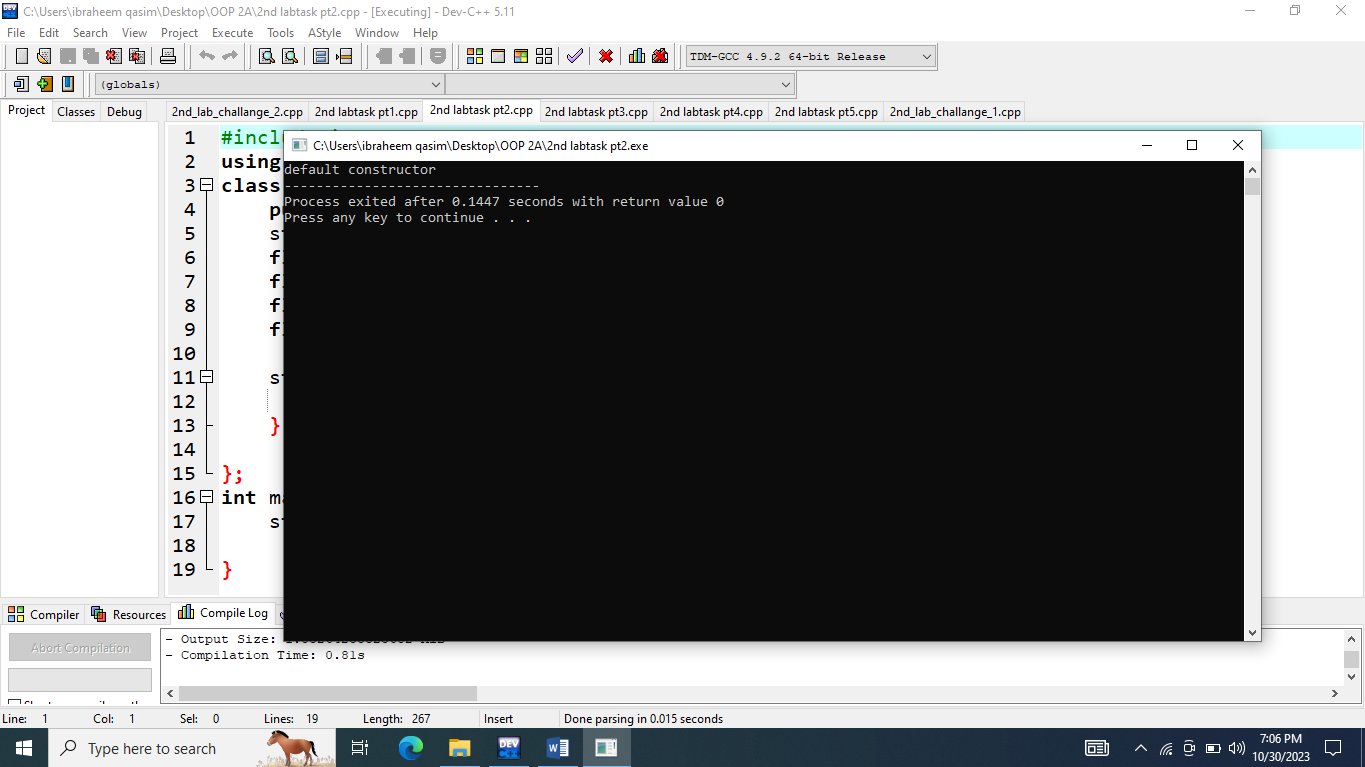 C:\Users\ibraheem qasim\Desktop\OOP 2A\2nd labtask pt2.cpp - [Executing] - Dev-C++ 5.11
File Edit Search View Project Execute Tools AStyle Window Help
TDM-GCC 4.9.2 64-bit Release
(globals)
Project Classes Debug
2nd_lab_challange_2.cpp 2nd labtask pt1.cpp 2nd labtask pt2.cpp 2nd labtask pt3.cpp 2nd labtask pt4.cpp 2nd labtask pt5.cpp 2nd_lab_challange_1.cpp
1 #incl
2 using
3 class
4
5
6
7
8
9
10
11
12
13 }
14
15 };
16 int
17
18
19 }
C:\Users\ibraheem qasim\Desktop\OOP 2A\2nd labtask pt2.exe
default constructor
--------------------------------
Process exited after 0.1447 seconds with return value 0
Press any key to continue . . .
Compiler Resources Compile Log
Abort Compilation
- Output Size:
- Compilation Time: 0.81s
Line: 1 Col: 1 Sel: 0 Lines: 19 Length: 267 Insert Done parsing in 0.015 seconds
Type here to search
DEV
7:06 PM
10/30/2023